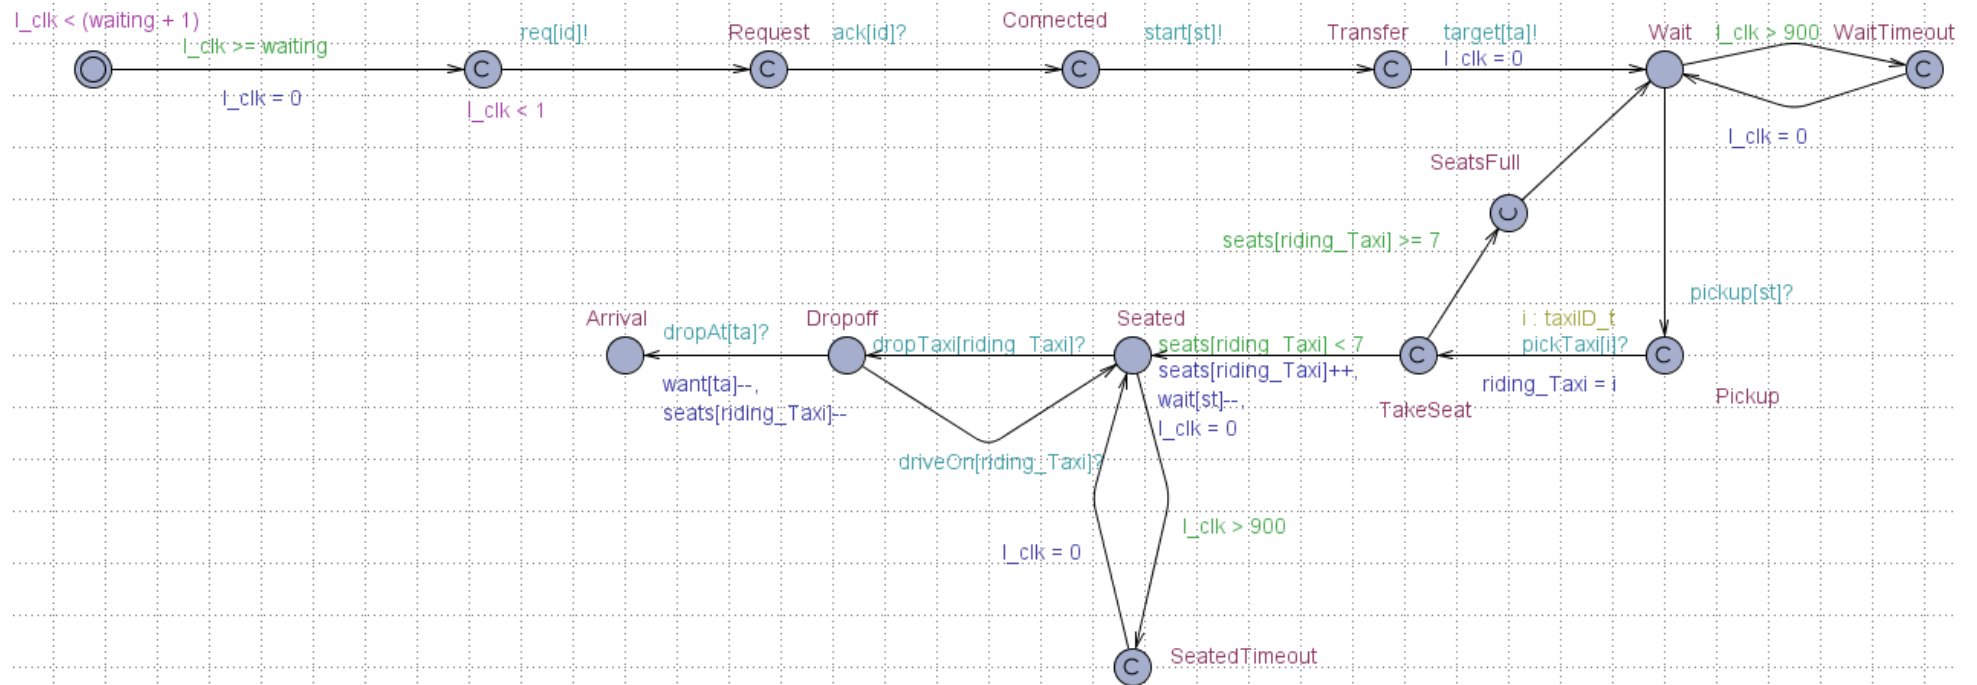 l_clk < (waiting + 1)
l_clk >= waiting
l_clk = 0
C
req[id]!
l_clk < 1
Request
C
ack[id]?
Connected
C
start[st]!
Transfer
C
target[ta]!
l_clk = 0
Wait
l_clk > 900
WaitTimeout
C
l_clk = 0
SeatsFull
U
seats[riding_Taxi] >= 7
pickup[st]?
Arrival
dropAt[ta]?
want[ta]--,
seats[riding_Taxi]--
Dropoff
dropTaxi[riding_Taxi]?
driveOn[riding_Taxi]?
Seated
seats[riding_Taxi] < 7
seats[riding_Taxi]++,
wait[st]--,
l_clk = 0
C
TakeSeat
i : taxiID_t
pickTaxi[i]?
riding_Taxi = i
C
Pickup
l_clk > 900
l_clk = 0
C
SeatedTimeout